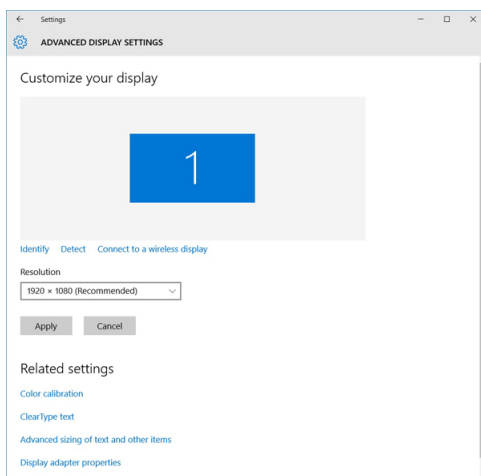 Settings
ADVANCED DISPLAY SETTINGS
Customize your display
1
Identify Detect Connect to a wireless display
Resolution
1920 × 1080 (Recommended)
Apply Cancel
Related settings
Color calibration
ClearType text
Advanced sizing of text and other items
Display adapter properties